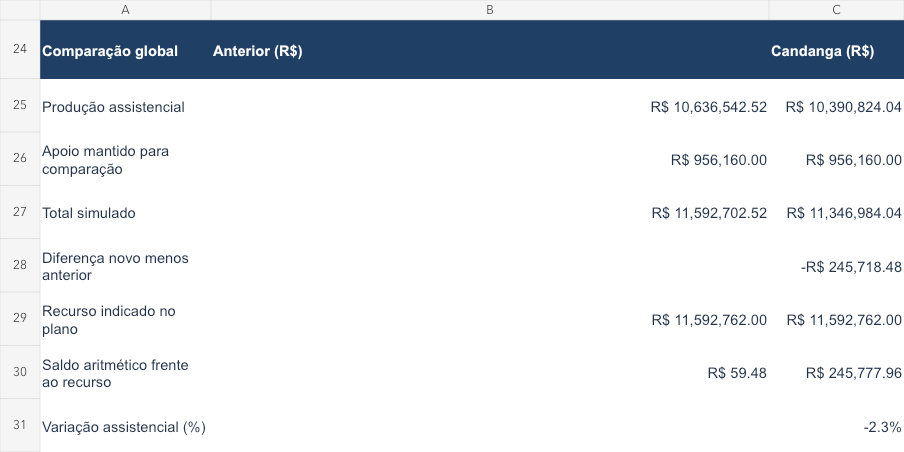 A B C
24 Comparação global Anterior (R$) Candanga (R$)
25 Produção assistencial R$ 10,636,542.52 R$ 10,390,824.04
26 Apoio mantido para
comparação R$ 956,160.00 R$ 956,160.00
27 Total simulado R$ 11,592,702.52 R$ 11,346,984.04
28 Diferença novo menos
anterior -R$ 245,718.48
29 Recurso indicado no
plano R$ 11,592,762.00 R$ 11,592,762.00
30 Saldo aritmético frente
ao recurso R$ 59.48 R$ 245,777.96
31 Variação assistencial (%) -2.3%